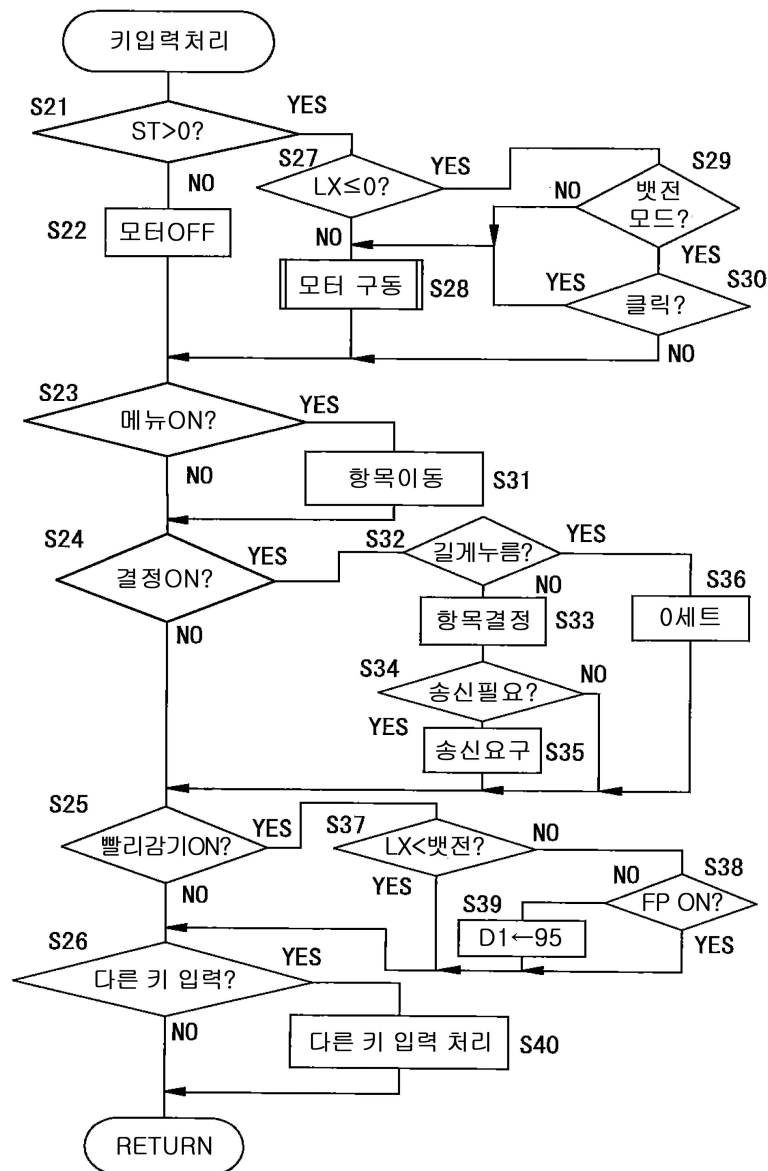 키입력처리
S21
ST>0?
YES
NO
S22
모터OFF
S27
LX≤0?
YES
NO
모터 구동
S28
S29
뱃전
모드?
NO
YES
S30
클릭?
YES
NO
S23
메뉴ON?
YES
NO
항목이동
S31
S24
결정ON?
YES
NO
S32
길게누름?
YES
NO
항목결정
S33
S36
0세트
S34
송신필요?
NO
YES
송신요구
S35
S25
빨리감기ON?
YES
NO
S37
LX<뱃전?
NO
YES
S38
FP ON?
NO
YES
S39
D1←95
S26
다른 키 입력?
YES
NO
다른 키 입력 처리
S40
RETURN